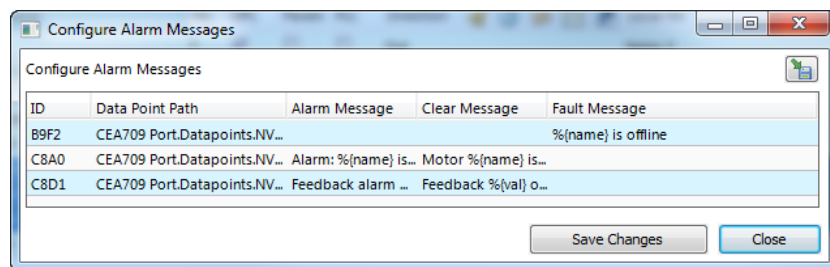 Configure Alarm Messages
Configure Alarm Messages
ID Data Point Path Alarm Message Clear Message Fault Message
B9F2 CEA709 Port.Datapoints.NV... %{name} is offline
C8A0 CEA709 Port.Datapoints.NV... Alarm: %{name} is... Motor %{name} is...
C8D1 CEA709 Port.Datapoints.NV... Feedback alarm ... Feedback %{val} o...
Save Changes Close